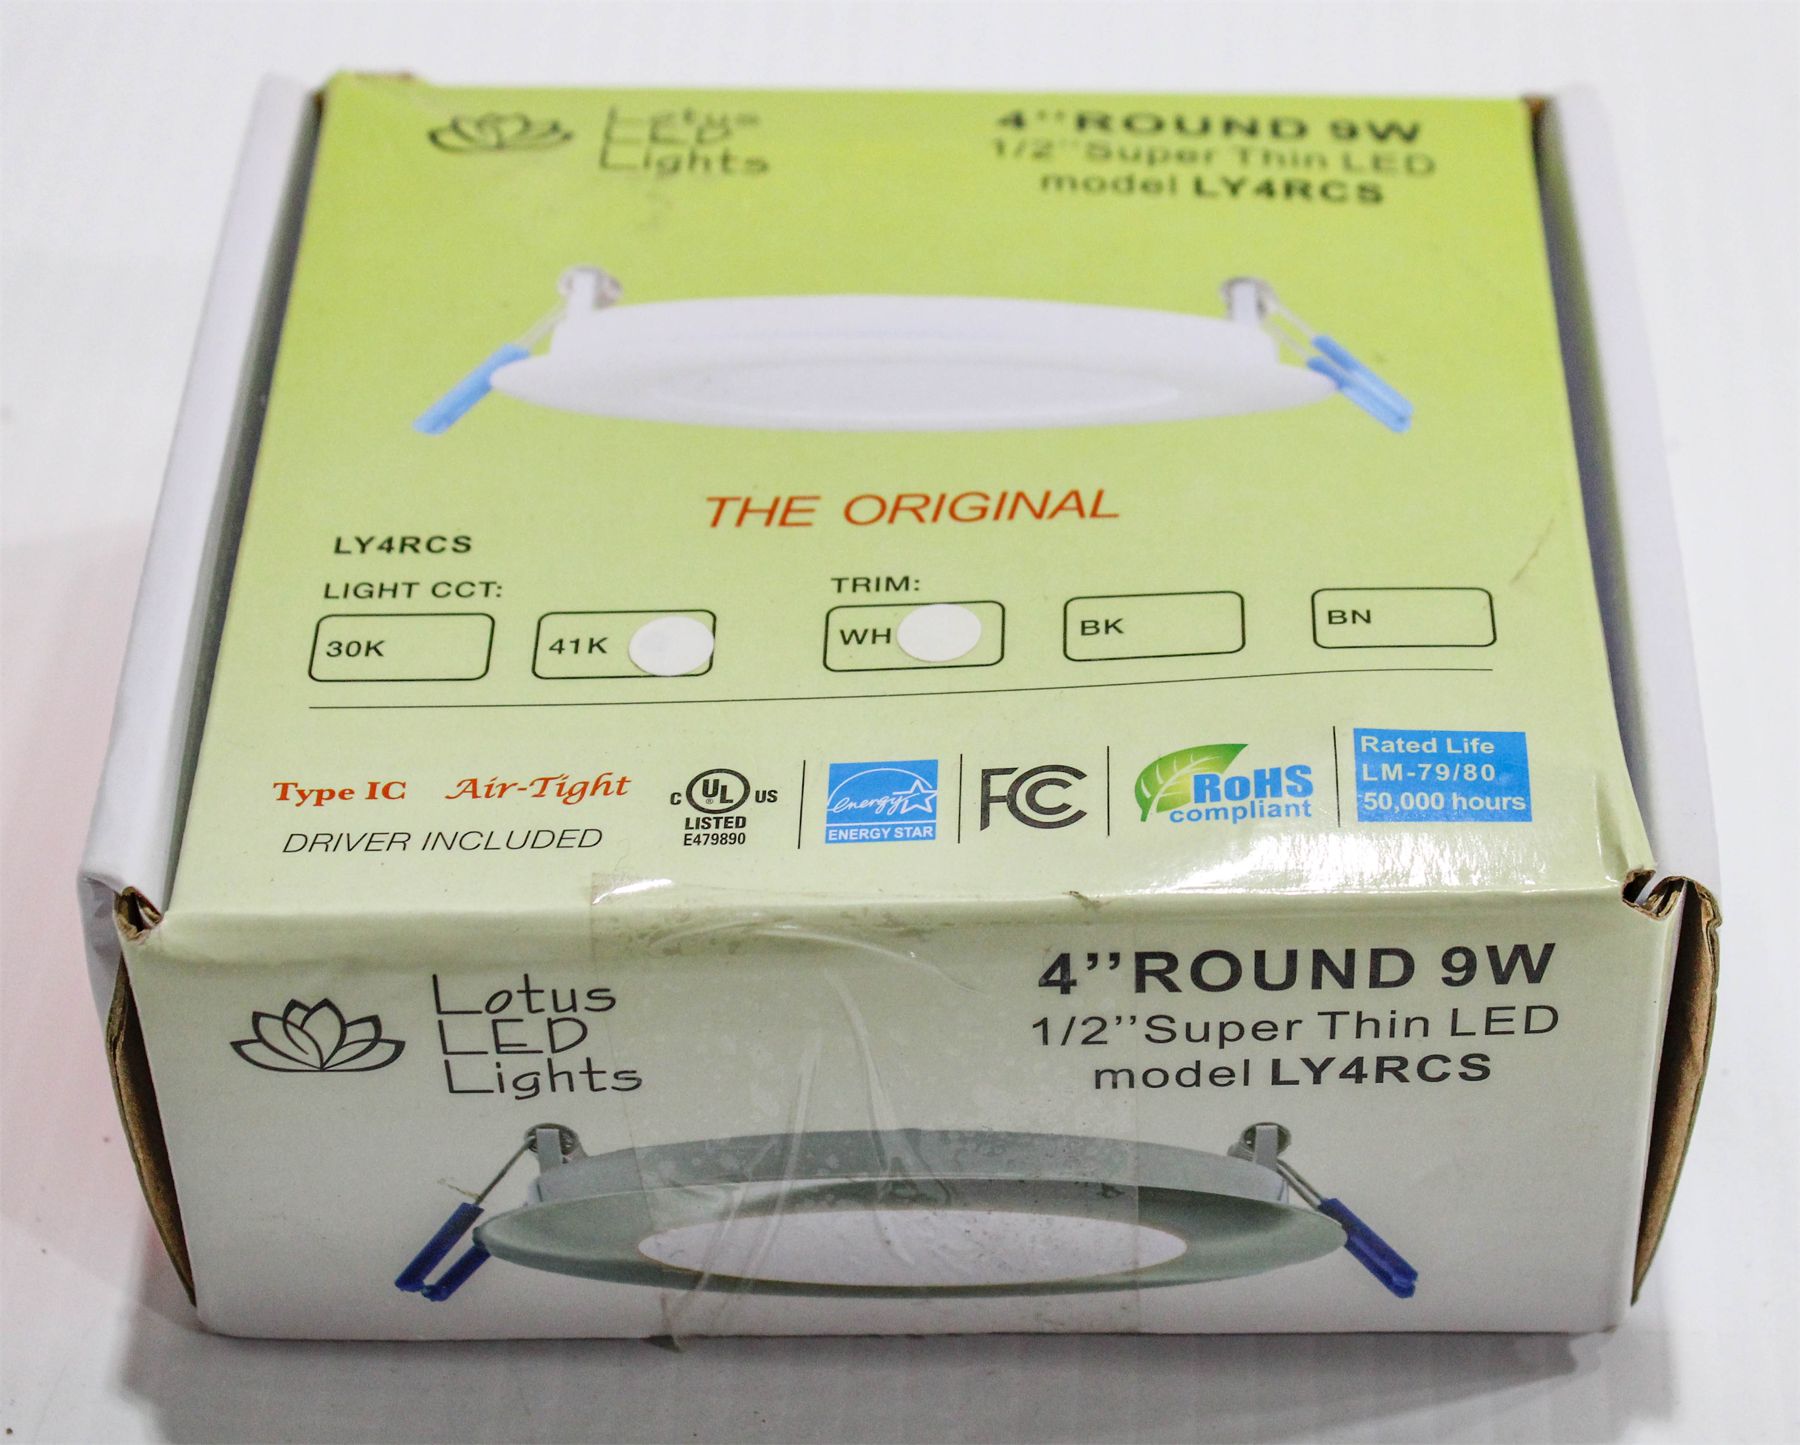 Lotus
LED
Lights
4''ROUND 9W
1/2''Super Thin LED
model LY4RCS
THE ORIGINAL
LY4RCS
LIGHT CCT:
30K
41K
TRIM:
WH
BK
BN
Type IC Air-Tight
DRIVER INCLUDED
C UL US
®
LISTED
E479890
energy
ENERGY STAR
FC
RoHS
compliant
Rated Life
LM-79/80
50,000 hours
Lotus
LED
Lights
4''ROUND 9W
1/2''Super Thin LED
model LY4RCS